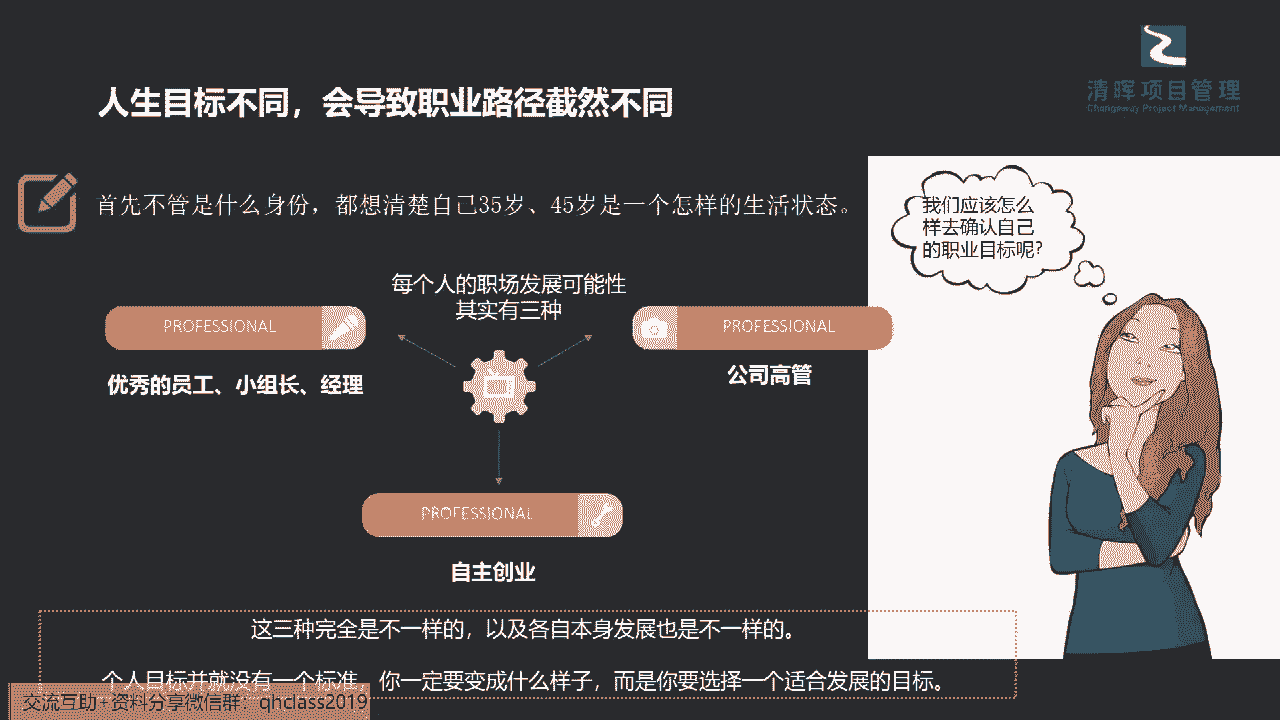 清晖项目管理
Changeway Project Management
人生目标不同，会导致职业路径截然不同
首先不管是什么身份，都想清楚自己35岁、45岁是一个怎样的生活状态。
我们应该怎么
样去确认自己
的职业目标呢?
每个人的职场发展可能性
其实有三种
PROFESSIONAL
PROFESSIONAL
优秀的员工、小组长、经理
公司高管
PROFESSIONAL
自主创业
这三种完全是不一样的，以及各自本身发展也是不一样的。
个人目标并就没有一个标准，你一定要变成什么样子，而是你要选择一个适合发展的目标。
交流互助+资料分享微信群：qhclass2019